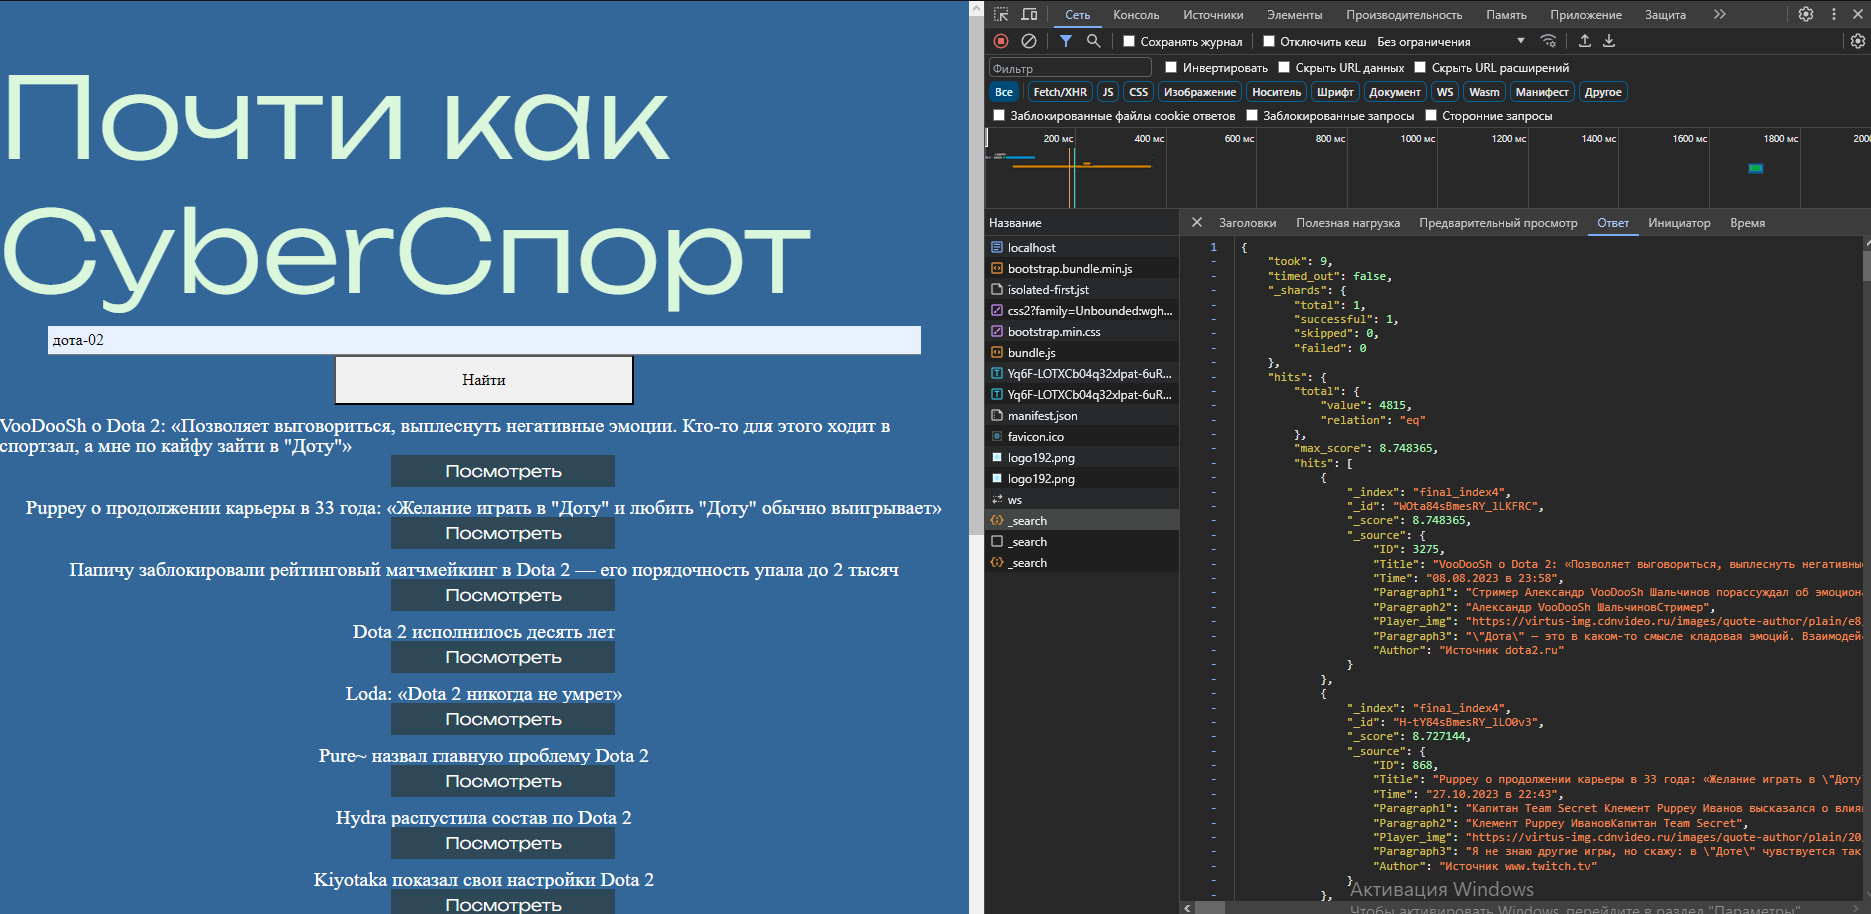 Почти как
CyberСпорт
дота-02
Найти
VooDooSh о Dota 2: «Позволяет выговориться, выплеснуть негативные эмоции. Кто-то для этого ходит в
спортзал, а мне по кайфу зайти в "Доту"»
Посмотреть
Puppey о продолжении карьеры в 33 года: «Желание играть в "Доту" и любить "Доту" обычно выигрывает»
Посмотреть
Папичу заблокировали рейтинговый матчмейкинг в Dota 2 — его порядочность упала до 2 тысяч
Посмотреть
Dota 2 исполнилось десять лет
Посмотреть
Loda: «Dota 2 никогда не умрет»
Посмотреть
Pure~ назвал главную проблему Dota 2
Посмотреть
Hydra распустила состав по Dota 2
Посмотреть
Kiyotaka показал свои настройки Dota 2
Посмотреть
Сеть Консоль Источники Элементы Производительность Память Приложение Защита
Сохранять журнал Отключить кеш Без ограничения
Фильтр Инвертировать Скрыть URL данных Скрыть URL расширений
Все Fetch/XHR JS CSS Изображение Носитель Шрифт Документ WS Wasm Манифест Другое
Заблокированные файлы cookie ответов Заблокированные запросы Сторонние запросы
200 мс 400 мс 600 мс 800 мс 1000 мс 1200 мс 1400 мс 1600 мс 1800 мс 200
Название
localhost
bootstrap.bundle.min.js
isolated-first.jst
css2?family=Unbounded:wgh...
bootstrap.min.css
bundle.js
Yq6F-LOTXCb04q32xlpat-6uR...
Yq6F-LOTXCb04q32xlpat-6uR...
manifest.json
favicon.ico
logo192.png
logo192.png
ws
_search
_search
_search
Заголовки Полезная нагрузка Предварительный просмотр Ответ Инициатор Время
1 {
- "took": 9,
- "timed_out": false,
- "_shards": {
- "total": 1,
- "successful": 1,
- "skipped": 0,
- "failed": 0
- },
- "hits": {
- "total": {
- "value": 4815,
- "relation": "eq"
- },
- "max_score": 8.748365,
- "hits": [
- {
- "_index": "final_index4",
- "_id": "WOta84sBmesRY_lLKFRC",
- "_score": 8.748365,
- "_source": {
- "ID": 3275,
- "Title": "VooDooSh о Dota 2: «Позволяет выговориться, выплеснуть негативны
- "Time": "08.08.2023 в 23:58",
- "Paragraph1": "Стример Александр VooDooSh Шальчинов порассуждал об эмоцион
- "Paragraph2": "Александр VooDooSh ШальчиновСтример",
- "Player_img": "https://virtus-img.cdnvideo.ru/images/quote-author/plain/e8
- "Paragraph3": "\"Дота\" — это в каком-то смысле кладовая эмоций. Взаимодей
- "Author": "Источник dota2.ru"
- }
- },
- {
- "_index": "final_index4",
- "_id": "H-tY84sBmesRY_lLO0v3",
- "_score": 8.727144,
- "_source": {
- "ID": 868,
- "Title": "Puppey о продолжении карьеры в 33 года: «Желание играть в \"Доту
- "Time": "27.10.2023 в 22:43",
- "Paragraph1": "Капитан Team Secret Клемент Puppey Иванов высказался о влия
- "Paragraph2": "Клемент Puppey ИвановКапитан Team Secret",
- "Player_img": "https://virtus-img.cdnvideo.ru/images/quote-author/plain/20
- "Paragraph3": "Я не знаю другие игры, но скажу: в \"Доте\" чувствуется так
- "Author": "Источник www.twitch.tv"
- }
- },
Активация Windows
Чтобы активировать Windows, перейдите в раздел "Параметры".